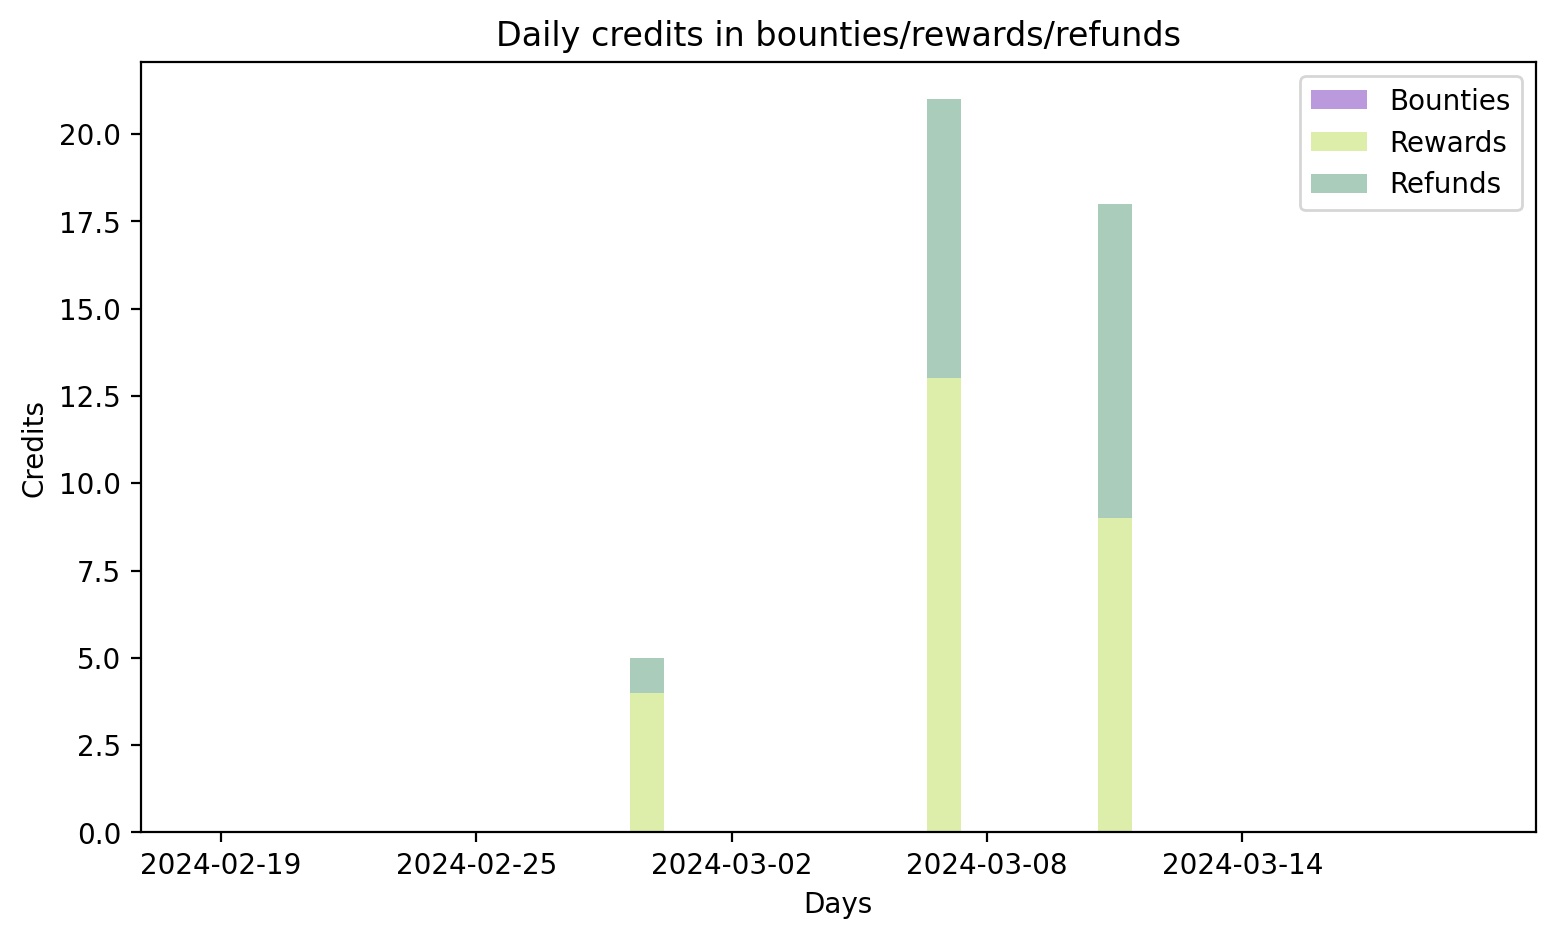 Daily credits in bounties/rewards/refunds
Bounties
Rewards
Refunds
20.0
17.5
15.0
12.5
10.0
7.5
5.0
2.5
0.0
Credits
2024-02-19 2024-02-25 2024-03-02 2024-03-08 2024-03-14
Days